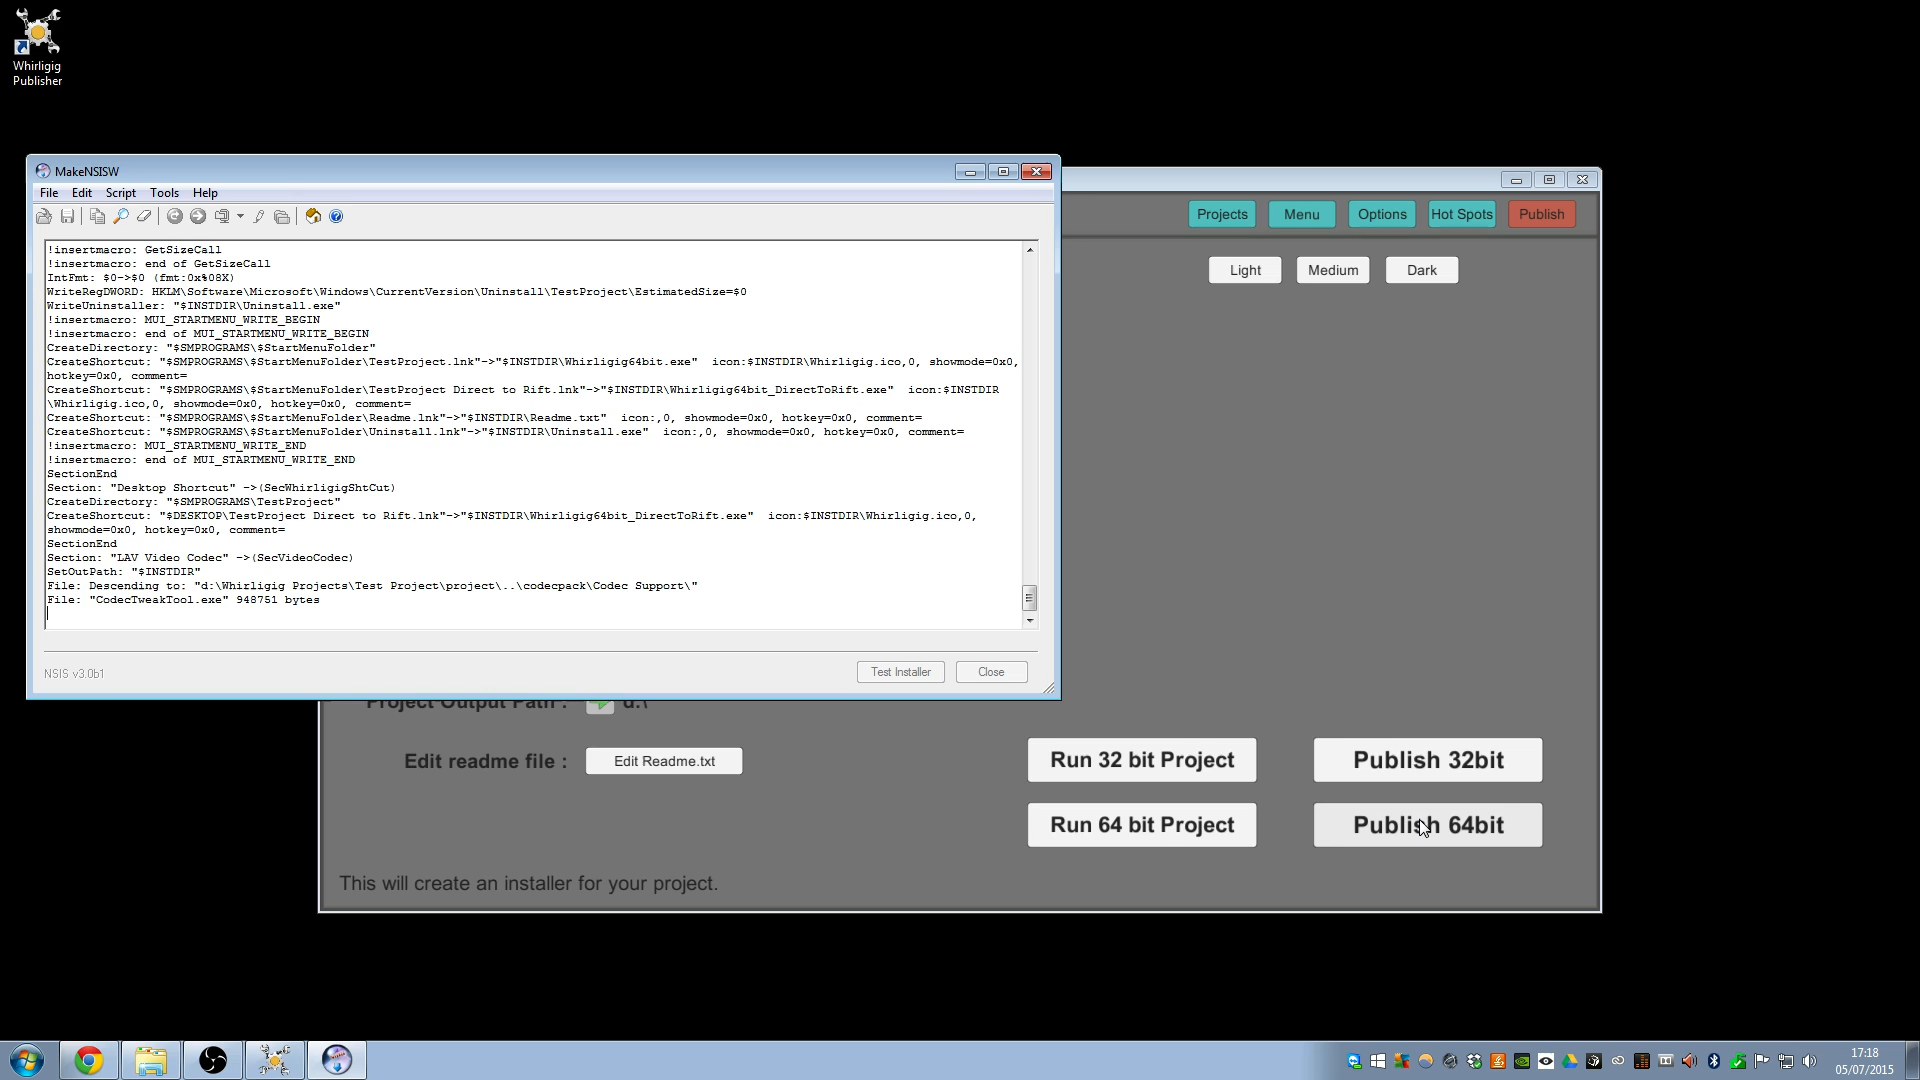 Whirligig
Publisher
MakeNSISW
File Edit Script Tools Help
!insertmacro: GetSizeCall
!insertmacro: end of GetSizeCall
IntFmt: $0->$0 (fmt:0x%08X)
WriteRegDWORD: HKLM\Software\Microsoft\Windows\CurrentVersion\Uninstall\TestProject\EstimatedSize=$0
WriteUninstaller: "$INSTDIR\Uninstall.exe"
!insertmacro: MUI_STARTMENU_WRITE_BEGIN
!insertmacro: end of MUI_STARTMENU_WRITE_BEGIN
CreateDirectory: "$SMPROGRAMS\$StartMenuFolder"
CreateShortcut: "$SMPROGRAMS\$StartMenuFolder\TestProject.lnk"->"$INSTDIR\Whirligig64bit.exe" icon:$INSTDIR\Whirligig.ico,0, showmode=0x0,
hotkey=0x0, comment=
CreateShortcut: "$SMPROGRAMS\$StartMenuFolder\TestProject Direct to Rift.lnk"->"$INSTDIR\Whirligig64bit_DirectToRift.exe" icon:$INSTDIR
\Whirligig.ico,0, showmode=0x0, hotkey=0x0, comment=
CreateShortcut: "$SMPROGRAMS\$StartMenuFolder\Readme.lnk"->"$INSTDIR\Readme.txt" icon:,0, showmode=0x0, hotkey=0x0, comment=
CreateShortcut: "$SMPROGRAMS\$StartMenuFolder\Uninstall.lnk"->"$INSTDIR\Uninstall.exe" icon:,0, showmode=0x0, hotkey=0x0, comment=
!insertmacro: MUI_STARTMENU_WRITE_END
!insertmacro: end of MUI_STARTMENU_WRITE_END
SectionEnd
Section: "Desktop Shortcut" ->(SecWhirligigShtCut)
CreateDirectory: "$SMPROGRAMS\TestProject"
CreateShortcut: "$DESKTOP\TestProject Direct to Rift.lnk"->"$INSTDIR\Whirligig64bit_DirectToRift.exe" icon:$INSTDIR\Whirligig.ico,0,
showmode=0x0, hotkey=0x0, comment=
SectionEnd
Section: "LAV Video Codec" ->(SecVideoCodec)
SetOutPath: "$INSTDIR"
File: Descending to: "d:\Whirligig Projects\Test Project\project\..\codecpack\Codec Support\"
File: "CodecTweakTool.exe" 948751 bytes
NSIS v3.0b1
Test Installer Close
Projects Menu Options Hot Spots Publish
Light Medium Dark
Project Output Path : d:\
Edit readme file : Edit Readme.txt
Run 32 bit Project Publish 32bit
Run 64 bit Project Publish 64bit
This will create an installer for your project.
17:18
05/07/2015